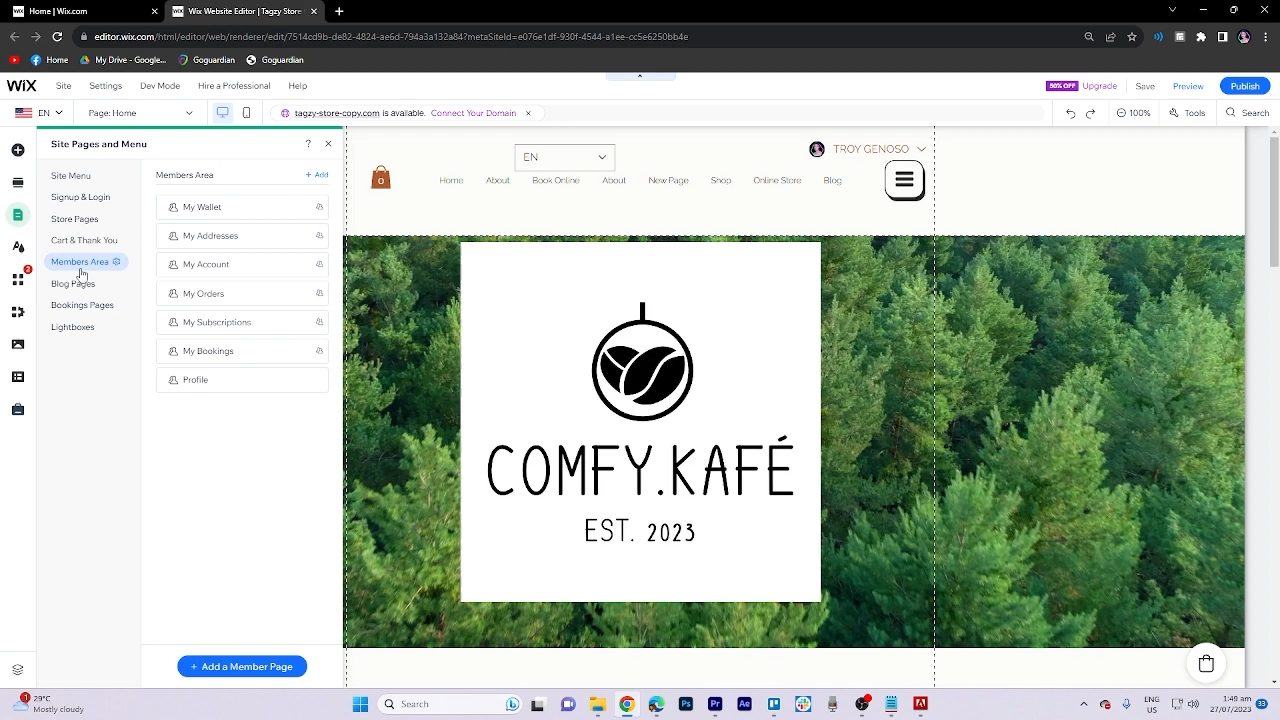 Home | Wix.com
Wix Website Editor | Tagzy Store
editor.wix.com/html/editor/web/renderer/edit/7514cd9b-de82-4824-ae6d-794a3a132a84?metaSiteId=e076e1df-930f-4544-a1ee-cc5e6250bb4e
Home
My Drive - Google...
Goguardian
Goguardian
WIX
Site
Settings
Dev Mode
Hire a Professional
Help
50% OFF
Upgrade
Save
Preview
Publish
EN
Page: Home
tagzy-store-copy.com is available. Connect Your Domain
100%
Tools
Search
Site Pages and Menu
?
Site Menu
Signup & Login
Store Pages
Cart & Thank You
Members Area
Blog Pages
Bookings Pages
Lightboxes
2
Members Area
+ Add
My Wallet
My Addresses
My Account
My Orders
My Subscriptions
My Bookings
Profile
+ Add a Member Page
EN
TROY GENOSO
0
Home
About
Book Online
About
New Page
Shop
Online Store
Blog
COMFY.KAFÉ
EST. 2023
1
29°C
Mostly cloudy
Search
ENG
US
1:49 am
27/07/2023
33